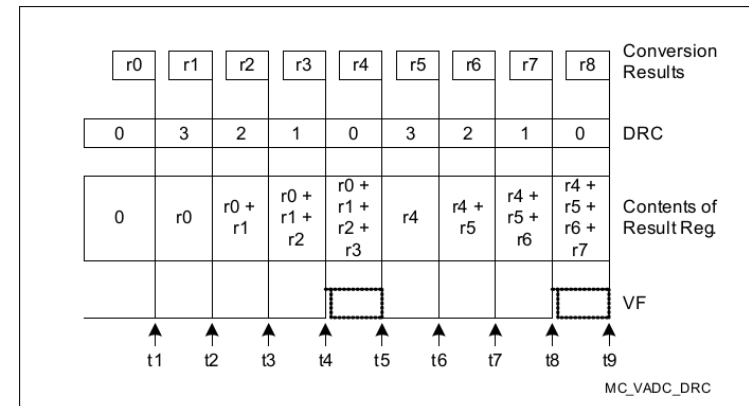 r0 r1 r2 r3 r4 r5 r6 r7 r8 Conversion
Results
0 3 2 1 0 3 2 1 0 DRC
0 r0 r0 + r1 r0 + r1 + r2 r0 + r1 + r2 + r3 r4 r4 + r5 r4 + r5 + r6 r4 + r5 + r6 + r7 Contents of
Result Reg.
VF
t1 t2 t3 t4 t5 t6 t7 t8 t9
MC_VADC_DRC